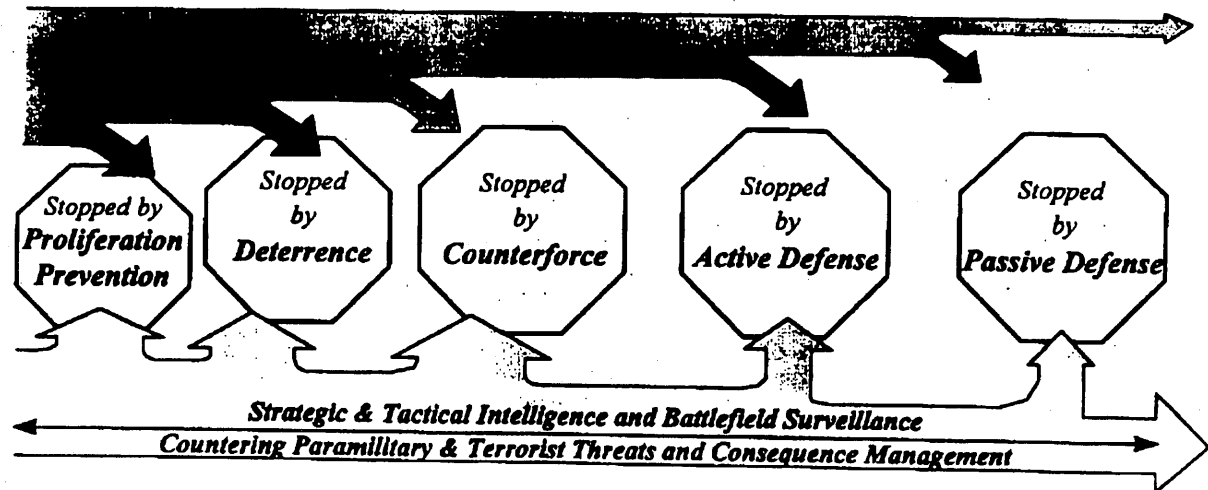 Stopped by
Proliferation
Prevention
Stopped
by
Deterrence
Stopped
by
Counterforce
Stopped
by
Active Defense
Stopped
by
Passive Defense
Strategic & Tactical Intelligence and Battlefield Surveillance
Countering Paramilitary & Terrorist Threats and Consequence Management